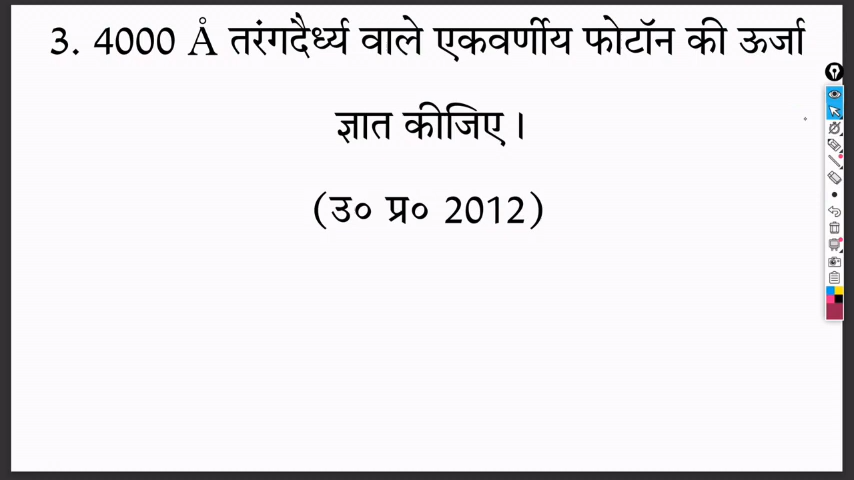 3. 4000 Å तरंगदैर्ध्य वाले एकवर्णीय फोटॉन की ऊर्जा
ज्ञात कीजिए।
(उ० प्र० 2012)